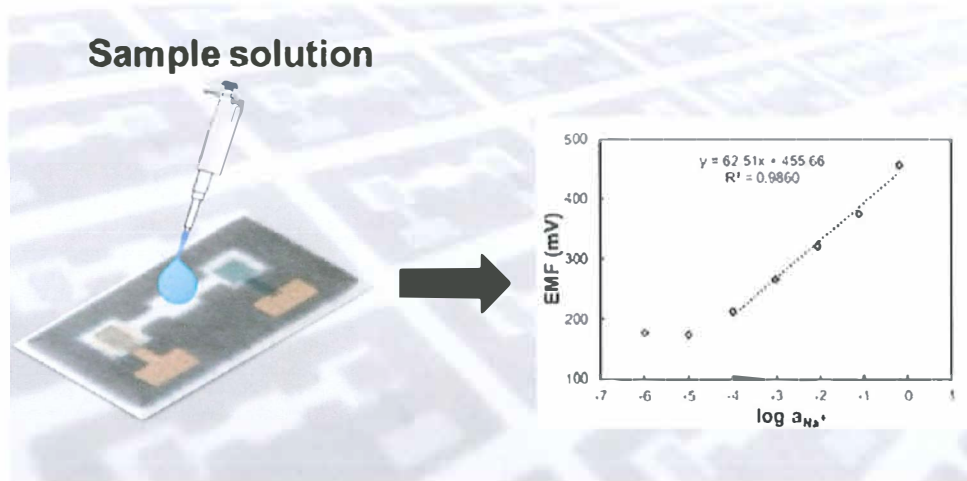 Sample solution
500
y = 62.51x + 455.66
R² = 0.9860
400
EMF (mV)
300
200
100
-7 -6 -5 -4 -3 -2 -1 0 1
log a Na⁺